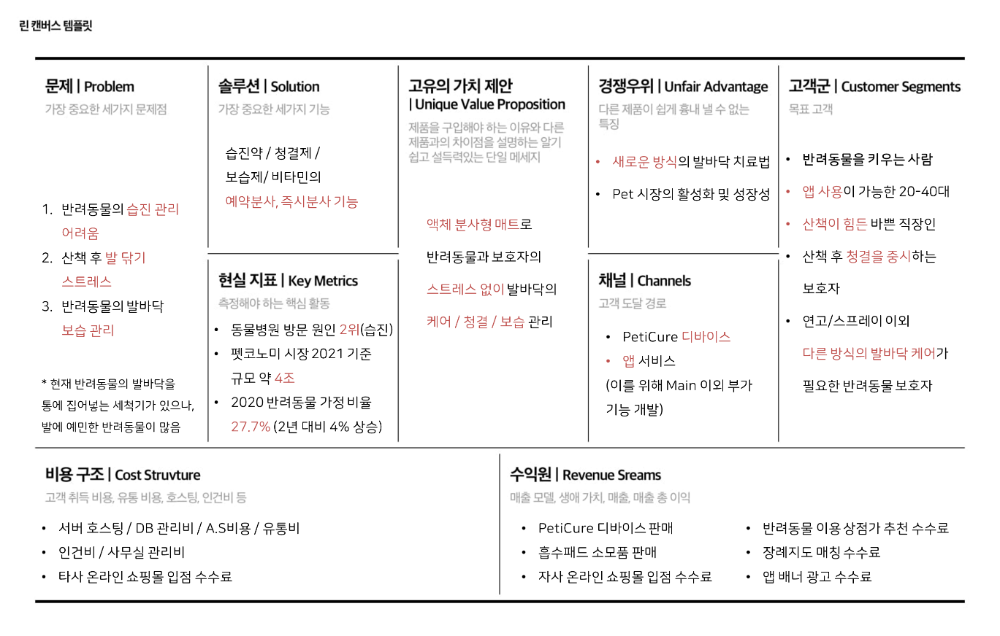 린 캔버스 템플릿
문제 | Problem
가장 중요한 세가지 문제점
1. 반려동물의 습진 관리
어려움
2. 산책 후 발 닦기
스트레스
3. 반려동물의 발바닥
보습 관리
* 현재 반려동물의 발바닥을
통에 집어넣는 세척기가 있으나,
발에 예민한 반려동물이 많음
솔루션 | Solution
가장 중요한 세가지 기능
습진약 / 청결제 /
보습제/ 비타민의
예약분사, 즉시분사 기능
현실 지표 | Key Metrics
측정해야 하는 핵심 활동
• 동물병원 방문 원인 2위(습진)
• 펫코노미 시장 2021 기준
규모 약 4조
• 2020 반려동물 가정 비율
27.7% (2년 대비 4% 상승)
고유의 가치 제안
| Unique Value Proposition
제품을 구입해야 하는 이유와 다른
제품과의 차이점을 설명하는 알기
쉽고 설득력있는 단일 메세지
액체 분사형 매트로
반려동물과 보호자의
스트레스 없이 발바닥의
케어 / 청결 / 보습 관리
경쟁우위 | Unfair Advantage
다른 제품이 쉽게 흉내 낼 수 없는
특징
• 새로운 방식의 발바닥 치료법
• Pet 시장의 활성화 및 성장성
채널 | Channels
고객 도달 경로
• PetiCure 디바이스
• 앱 서비스
(이를 위해 Main 이외 부가
기능 개발)
고객군 | Customer Segments
목표 고객
• 반려동물을 키우는 사람
• 앱 사용이 가능한 20-40대
• 산책이 힘든 바쁜 직장인
• 산책 후 청결을 중시하는
보호자
• 연고/스프레이 이외
다른 방식의 발바닥 케어가
필요한 반려동물 보호자
비용 구조 | Cost Struvture
고객 취득 비용, 유통 비용, 호스팅, 인건비 등
• 서버 호스팅 / DB 관리비 / A.S비용 / 유통비
• 인건비 / 사무실 관리비
• 타사 온라인 쇼핑몰 입점 수수료
수익원 | Revenue Sreams
매출 모델, 생애 가치, 매출, 매출 총 이익
• PetiCure 디바이스 판매
• 흡수패드 소모품 판매
• 자사 온라인 쇼핑몰 입점 수수료
• 반려동물 이용 상점가 추천 수수료
• 장례지도 매칭 수수료
• 앱 배너 광고 수수료